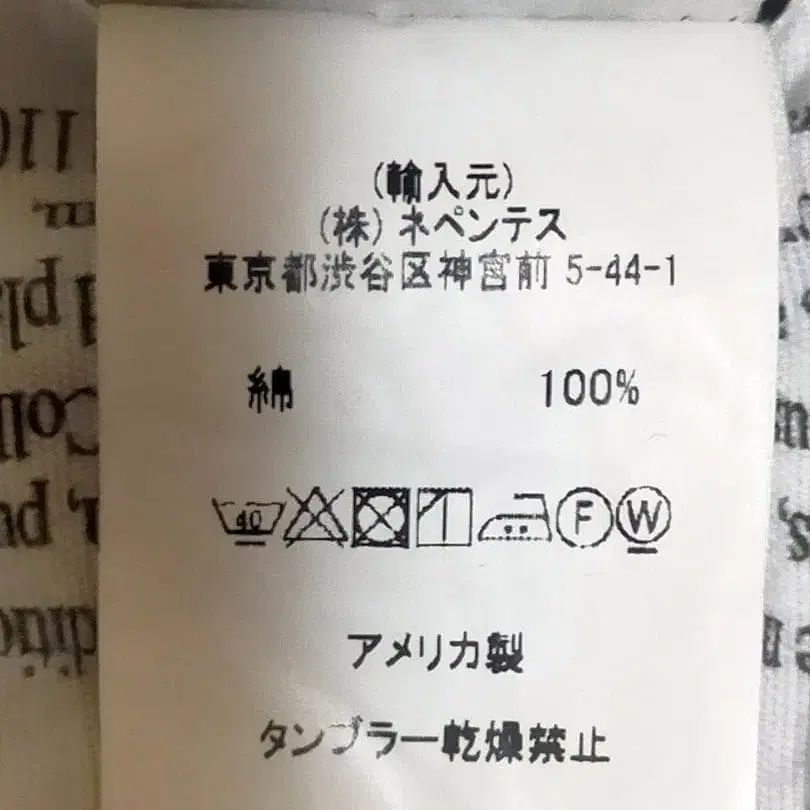 (輸入元)
(株)ネペンテス
東京都渋谷区神宮前 5-44-1
綿 100%
40 F W
アメリカ製
タンブラー乾燥禁止